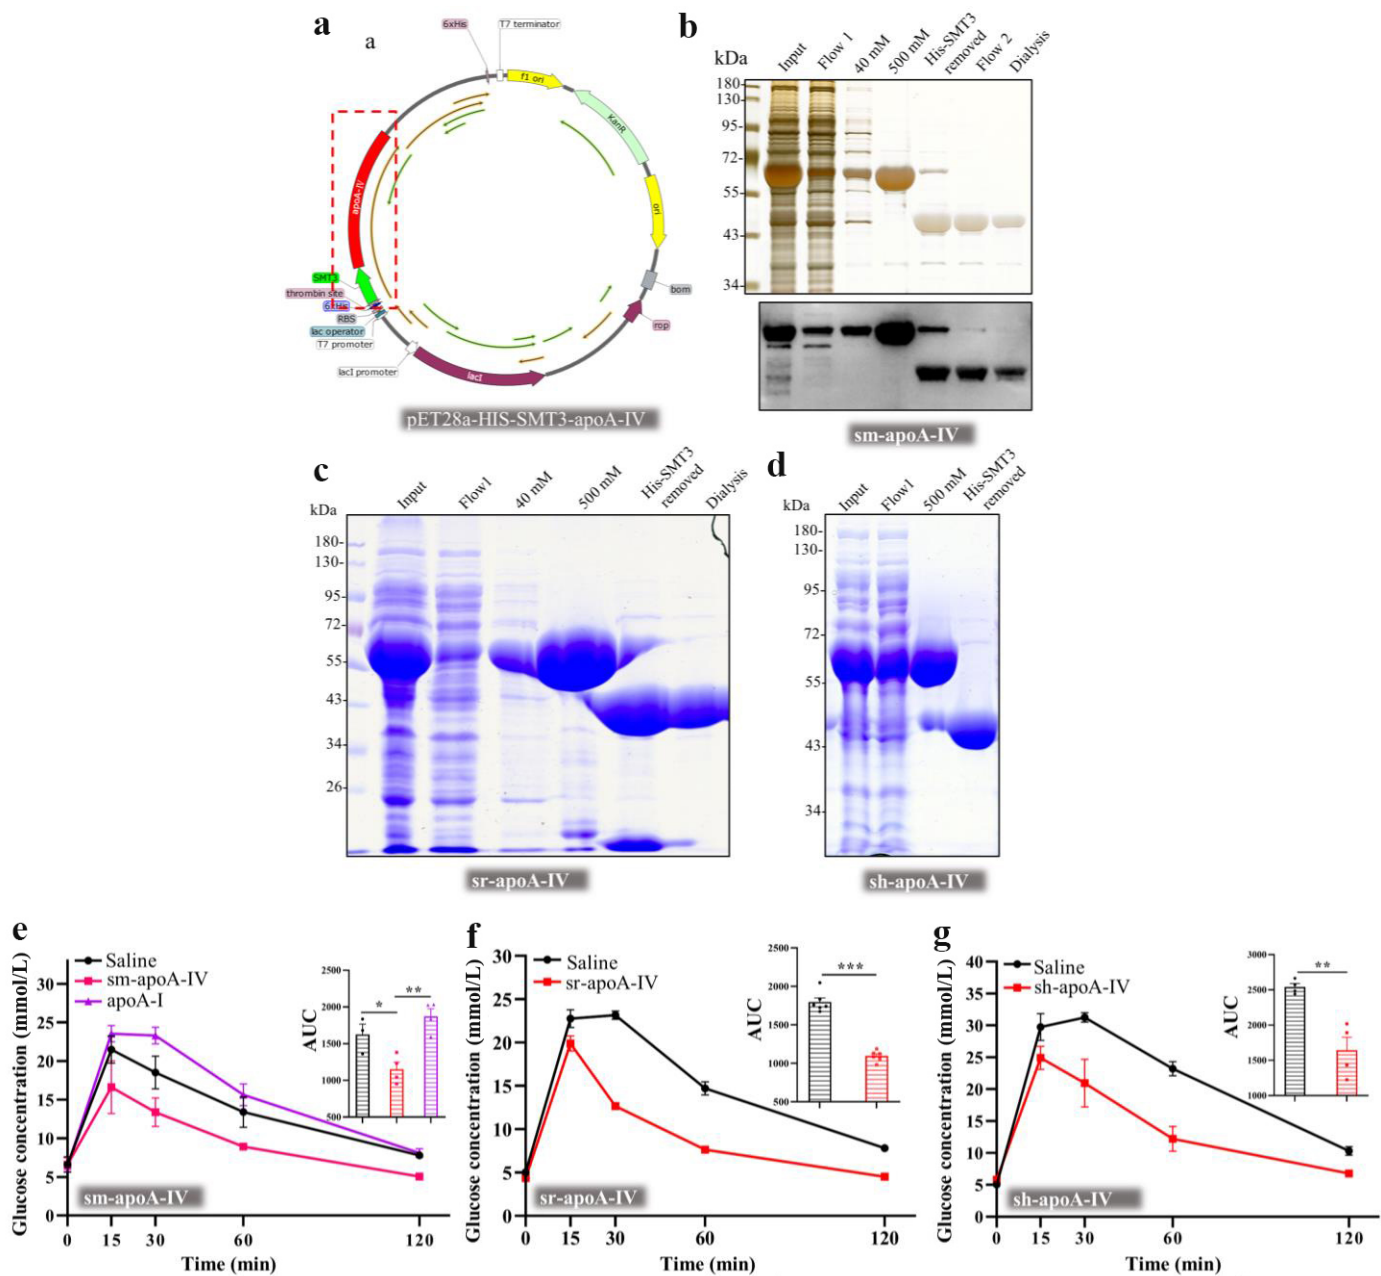 a
a
6xHis
T7 terminator
f1 ori
KanR
ori
bom
rop
lacI
lacI promoter
T7 promoter
lac operator
RBS
6xHis
thrombin site
SMT3
apoA-IV
pET28a-HIS-SMT3-apoA-IV
b
kDa
Input
Flow 1
40 mM
500 mM
His-SMT3
removed
Flow 2
Dialysis
180-
130-
95-
72-
55-
43-
34-
sm-apoA-IV
c
kDa
Input
Flow1
40 mM
500 mM
His-SMT3
removed
Dialysis
180-
130-
95-
72-
55-
43-
34-
26-
sr-apoA-IV
d
kDa
Input
Flow1
500 mM
His-SMT3
removed
180-
130-
95-
72-
55-
43-
34-
sh-apoA-IV
e
Glucose concentration (mmol/L)
30
25
20
15
10
5
0
Saline
sm-apoA-IV
apoA-I
AUC
2500
2000
1500
1000
500
*
**
sm-apoA-IV
0 15 30 60 120
Time (min)
f
Glucose concentration (mmol/L)
30
25
20
15
10
5
0
Saline
sr-apoA-IV
AUC
2500
2000
1500
1000
500
***
sr-apoA-IV
0 15 30 60 120
Time (min)
g
Glucose concentration (mmol/L)
40
35
30
25
20
15
10
5
0
Saline
sh-apoA-IV
AUC
3000
2500
2000
1500
1000
**
sh-apoA-IV
0 15 30 60 120
Time (min)